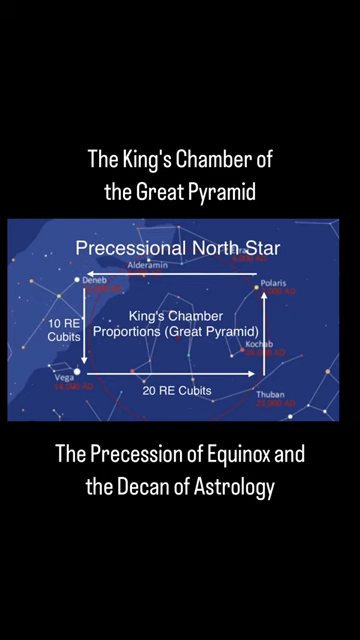 The King's Chamber of
the Great Pyramid
Precessional North Star
Alderamin
Polaris
Deneb
10 RE
Cubits
King's Chamber
Proportions (Great Pyramid)
Kochab
Vega
20 RE Cubits
Thuban
The Precession of Equinox and
the Decan of Astrology